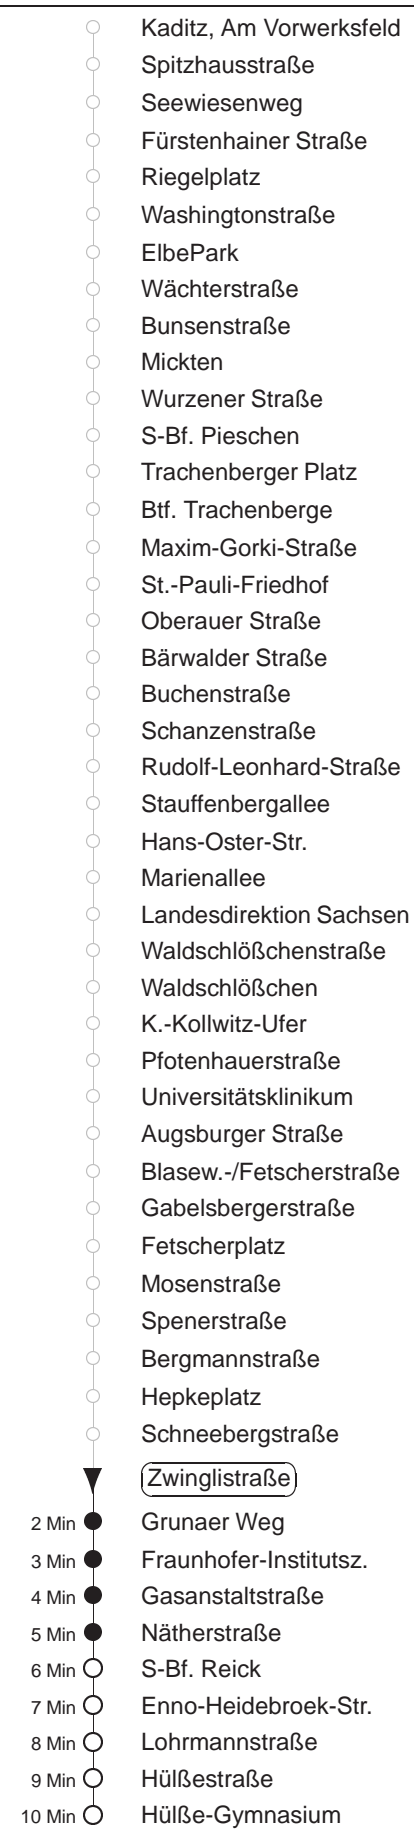 Kaditz, Am Vorwerksfeld
Spitzhausstraße
Seewiesenweg
Fürstenhainer Straße
Riegelplatz
Washingtonstraße
ElbePark
Wächterstraße
Bunsenstraße
Mickten
Wurzener Straße
S-Bf. Pieschen
Trachenberger Platz
Btf. Trachenberge
Maxim-Gorki-Straße
St.-Pauli-Friedhof
Oberauer Straße
Bärwalder Straße
Buchenstraße
Schanzenstraße
Rudolf-Leonhard-Straße
Stauffenbergallee
Hans-Oster-Str.
Marienallee
Landesdirektion Sachsen
Waldschlößchenstraße
Waldschlößchen
K.-Kollwitz-Ufer
Pfotenhauerstraße
Universitätsklinikum
Augsburger Straße
Blasew.-/Fetscherstraße
Gabelsbergerstraße
Fetscherplatz
Mosenstraße
Spenerstraße
Bergmannstraße
Hepkeplatz
Schneebergstraße
Zwinglistraße
2 Min Grunaer Weg
3 Min Fraunhofer-Institutsz.
4 Min Gasanstaltstraße
5 Min Nätherstraße
6 Min S-Bf. Reick
7 Min Enno-Heidebroek-Str.
8 Min Lohrmannstraße
9 Min Hülßestraße
10 Min Hülße-Gymnasium